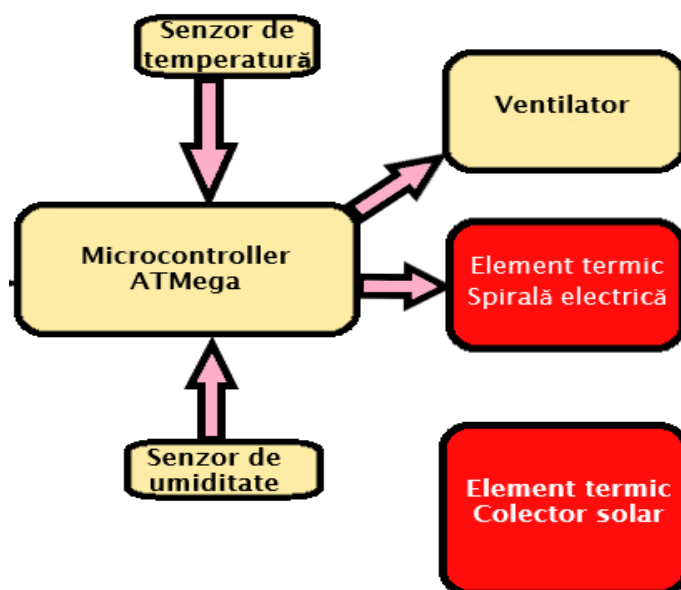 Senzor de
temperatură
Ventilator
Microcontroller
ATMega
Element termic
Spirală electrică
Senzor de
umiditate
Element termic
Colector solar